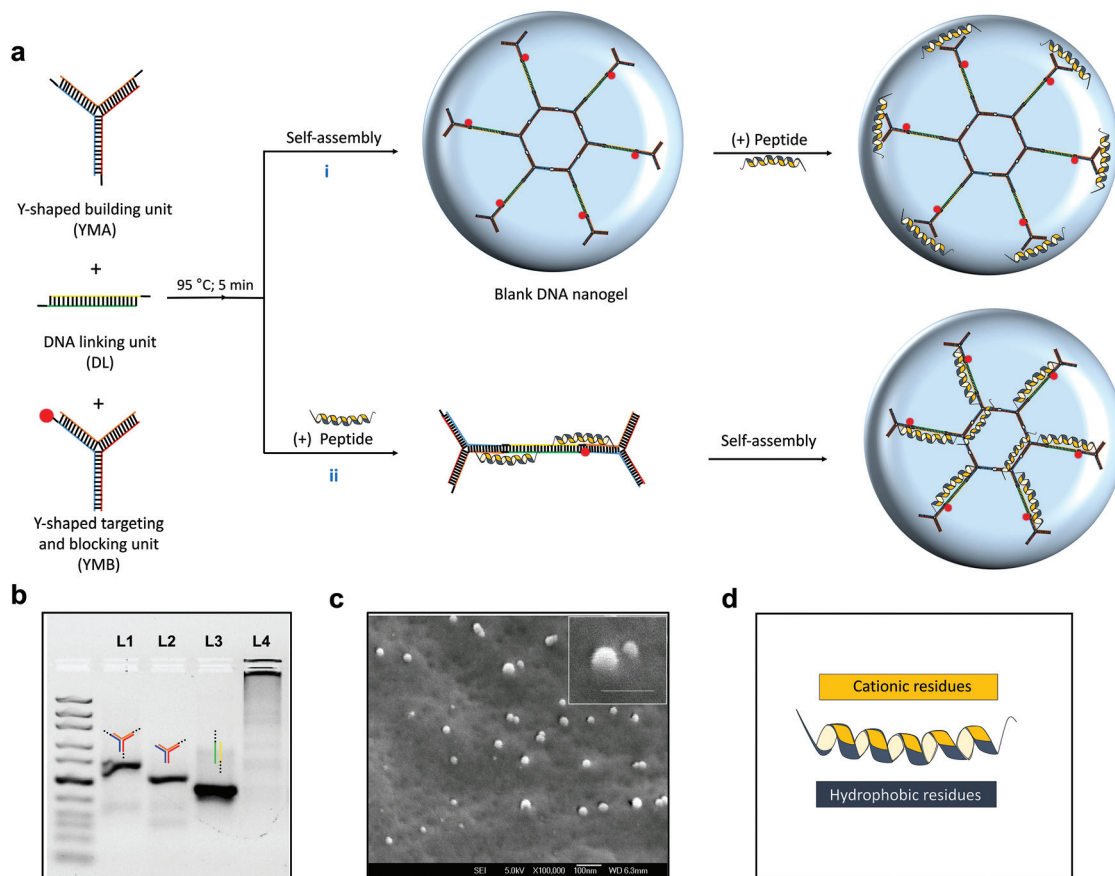 a
Y-shaped building unit
(YMA)
+
DNA linking unit
(DL)
+
Y-shaped targeting
and blocking unit
(YMB)
95 °C; 5 min
Self-assembly
i
Blank DNA nanogel
(+) Peptide
(+) Peptide
ii
Self-assembly
b
L1 L2 L3 L4
c
SEI 5.0kV X100,000 100nm WD 6.3mm
d
Cationic residues
Hydrophobic residues